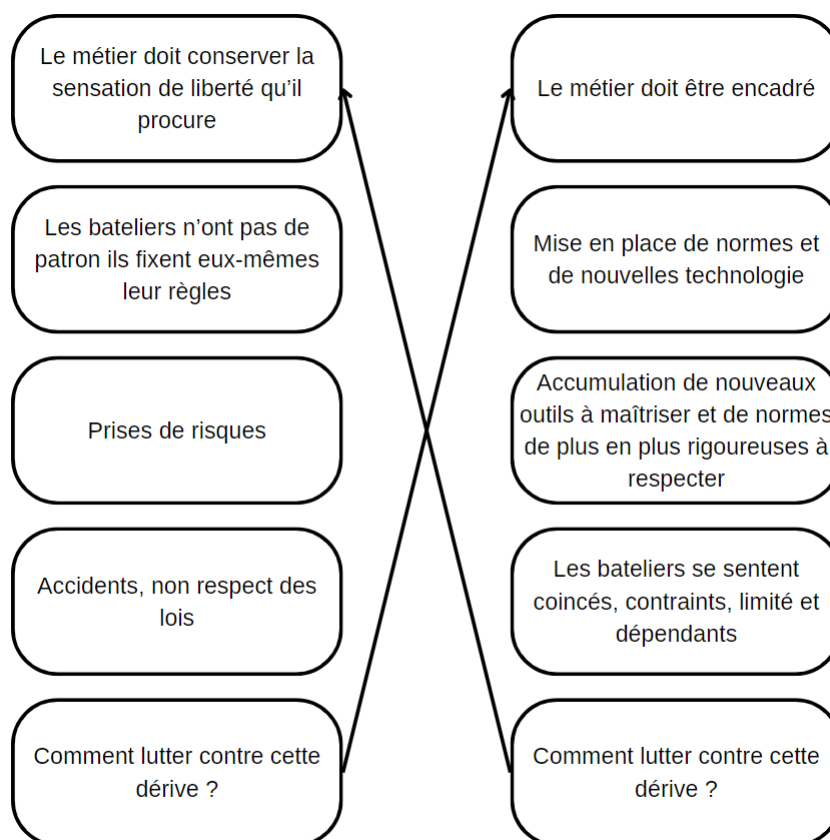 Le métier doit conserver la
sensation de liberté qu'il
procure
Les bateliers n'ont pas de
patron ils fixent eux-mêmes
leur règles
Prises de risques
Accidents, non respect des
lois
Comment lutter contre cette
dérive ?
Le métier doit être encadré
Mise en place de normes et
de nouvelles technologie
Accumulation de nouveaux
outils à maîtriser et de normes
de plus en plus rigoureuses à
respecter
Les bateliers se sentent
coincés, contraints, limité et
dépendants
Comment lutter contre cette
dérive ?